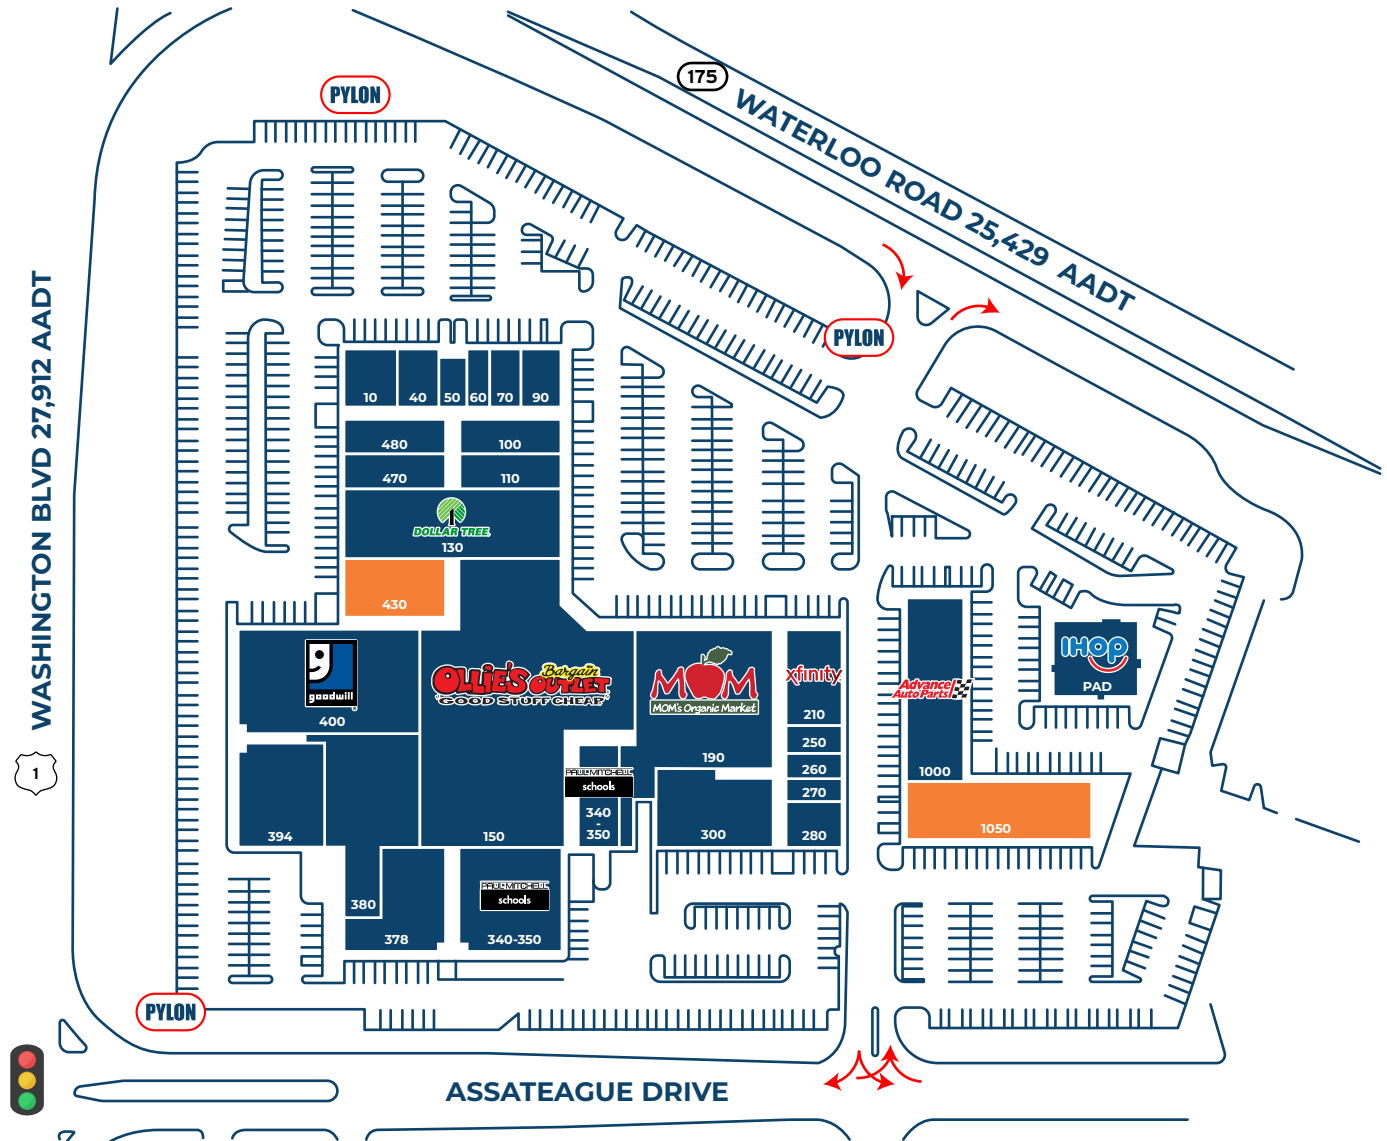 175
WATERLOO ROAD 25,429 AADT
PYLON
PYLON
WASHINGTON BLVD 27,912 AADT
1
10
40
50
60
70
90
480
100
470
110
DOLLAR TREE
130
430
goodwill
400
OLLIE'S Bargain OUTLET
"GOOD STUFF CHEAP"
MOM
MOM's Organic Market
190
xfinity
210
250
260
270
280
Advance
Auto Parts
1000
1050
IHOP
PAD
394
150
PAUL MITCHELL
schools
340
-
350
300
380
378
PAUL MITCHELL
schools
340-350
PYLON
ASSATEAGUE DRIVE